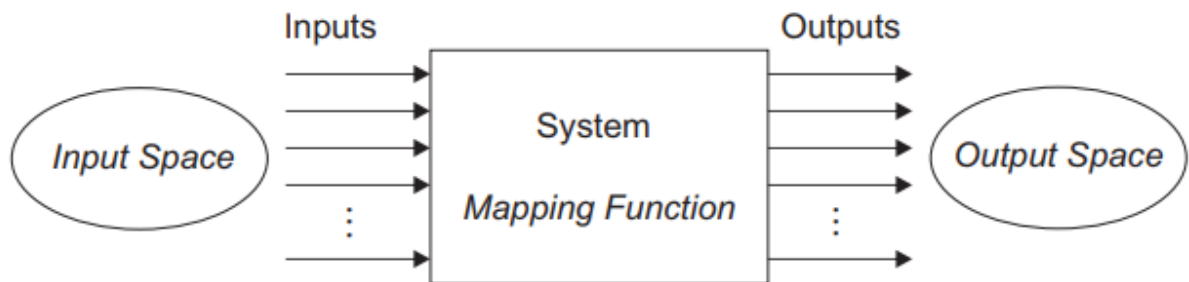 Inputs
Outputs
Input Space
System
Mapping Function
Output Space
⋮
⋮